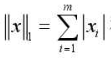 ‖x‖₁ = ∑_{i=1}^{m} |xᵢ|